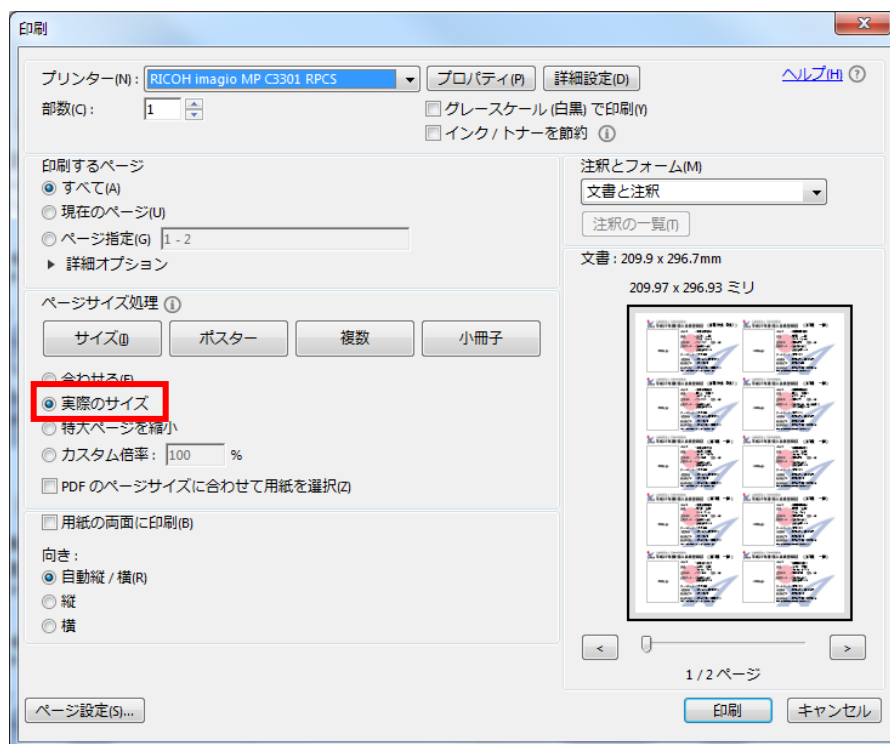 印刷
プリンター(N): RICOH imagio MP C3301 RPCS プロパティ(P) 詳細設定(D) ヘルプ(H)
部数(C): 1 グレースケール (白黒) で印刷(Y)
インク / トナーを節約
印刷するページ
すべて(A)
現在のページ(U)
ページ指定(G) 1 - 2
詳細オプション
注釈とフォーム(M)
文書と注釈
注釈の一覧(T)
ページサイズ処理
サイズ(I) ポスター 複数 小冊子
合わせる(F)
実際のサイズ
特大ページを縮小
カスタム倍率: 100 %
PDF のページサイズに合わせて用紙を選択(Z)
用紙の両面に印刷(B)
向き:
自動縦 / 横(R)
縦
横
文書: 209.9 x 296.7mm
209.97 x 296.93 ミリ
< >
1 / 2 ページ
ページ設定(S)... 印刷 キャンセル